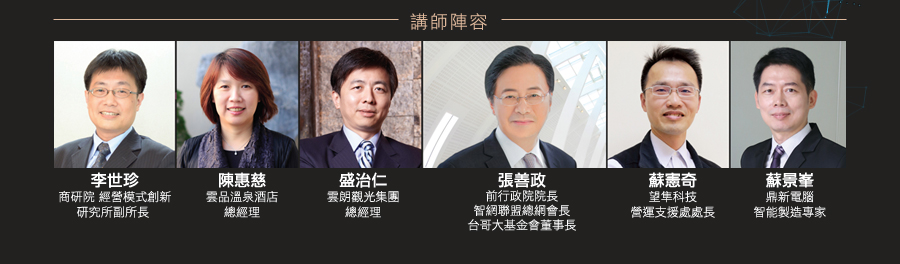 講師陣容
李世珍
商研院 經營模式創新
研究所副所長
陳惠慈
雲品溫泉酒店
總經理
盛治仁
雲朗觀光集團
總經理
張善政
前行政院院長
智網聯盟總網會長
台哥大基金會董事長
蘇憲奇
望隼科技
營運支援處處長
蘇景峯
鼎新電腦
智能製造專家